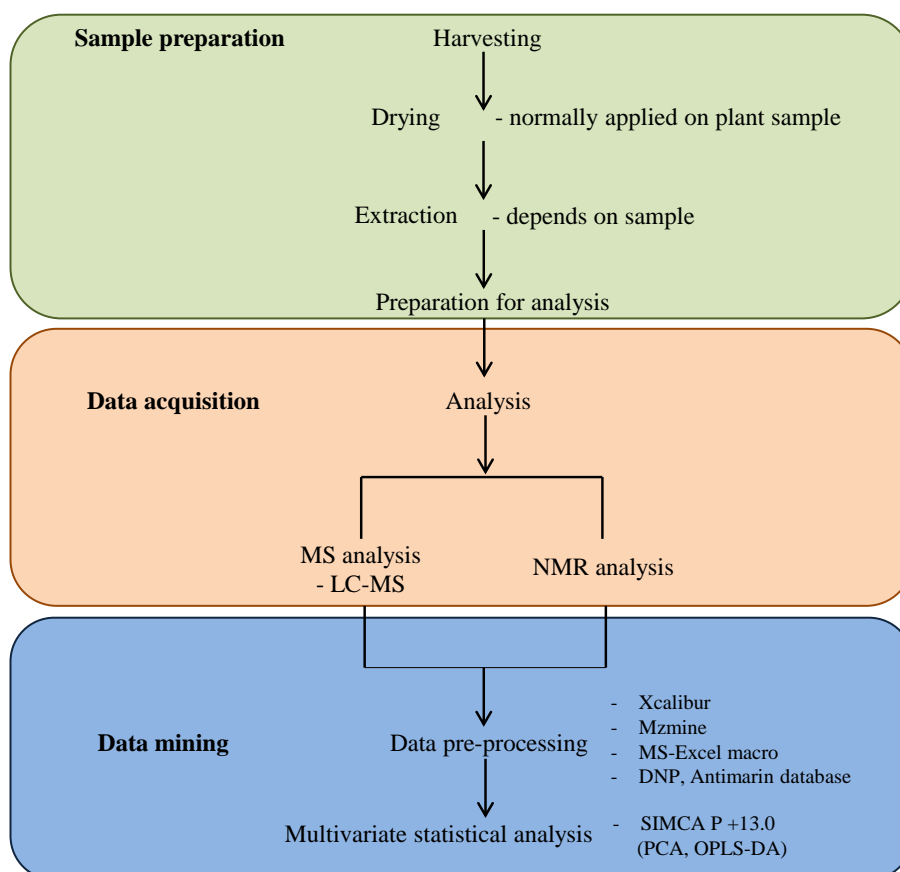 Sample preparation
Harvesting
Drying - normally applied on plant sample
Extraction - depends on sample
Preparation for analysis
Data acquisition
Analysis
MS analysis
- LC-MS
NMR analysis
Data mining
Data pre-processing
- Xcalibur
- Mzmine
- MS-Excel macro
- DNP, Antimarin database
Multivariate statistical analysis
- SIMCA P +13.0
(PCA, OPLS-DA)